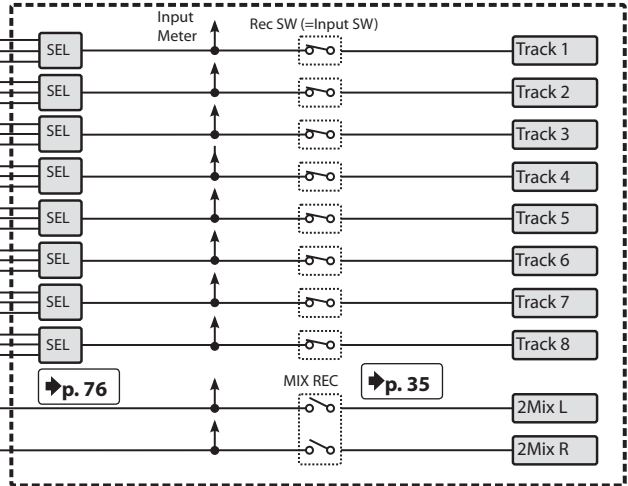 Input
Meter
Rec SW (=Input SW)
SEL
Track 1
SEL
Track 2
SEL
Track 3
SEL
Track 4
SEL
Track 5
SEL
Track 6
SEL
Track 7
SEL
Track 8
p. 76
MIX REC
p. 35
2Mix L
2Mix R